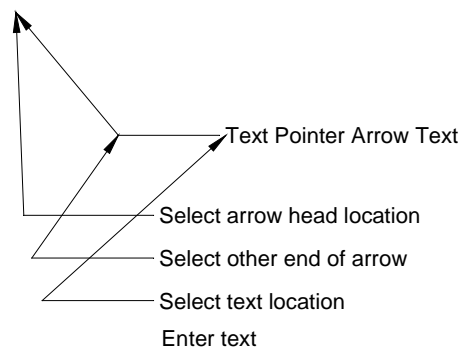 Text Pointer Arrow Text
Select arrow head location
Select other end of arrow
Select text location
Enter text